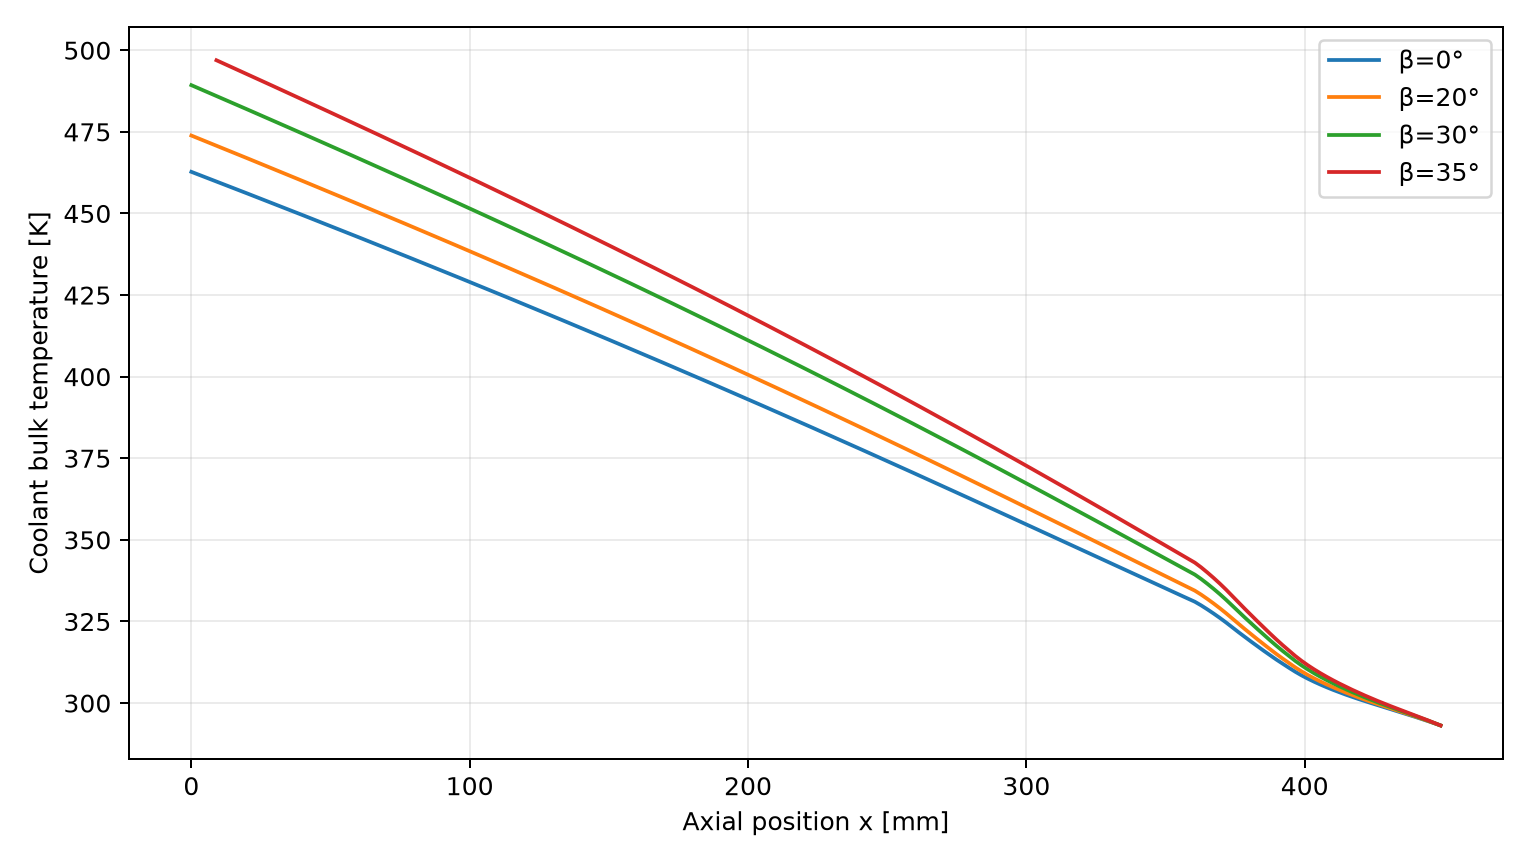 500
475
450
425
400
375
350
325
300
Coolant bulk temperature [K]
β=0°
β=20°
β=30°
β=35°
0
100
200
300
400
Axial position x [mm]